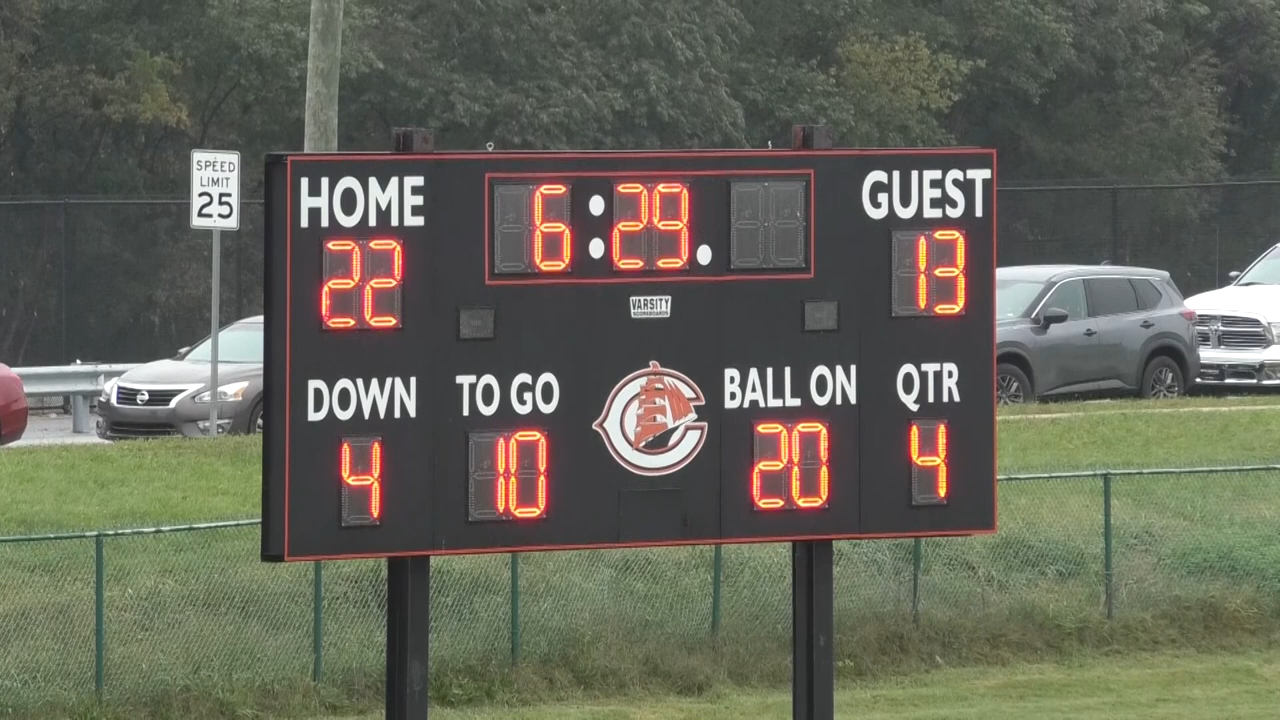 SPEED
LIMIT
25
HOME 6:29. GUEST
22 13
VARSITY
SCOREBOARDS
DOWN TO GO BALL ON QTR
4 10 20 4